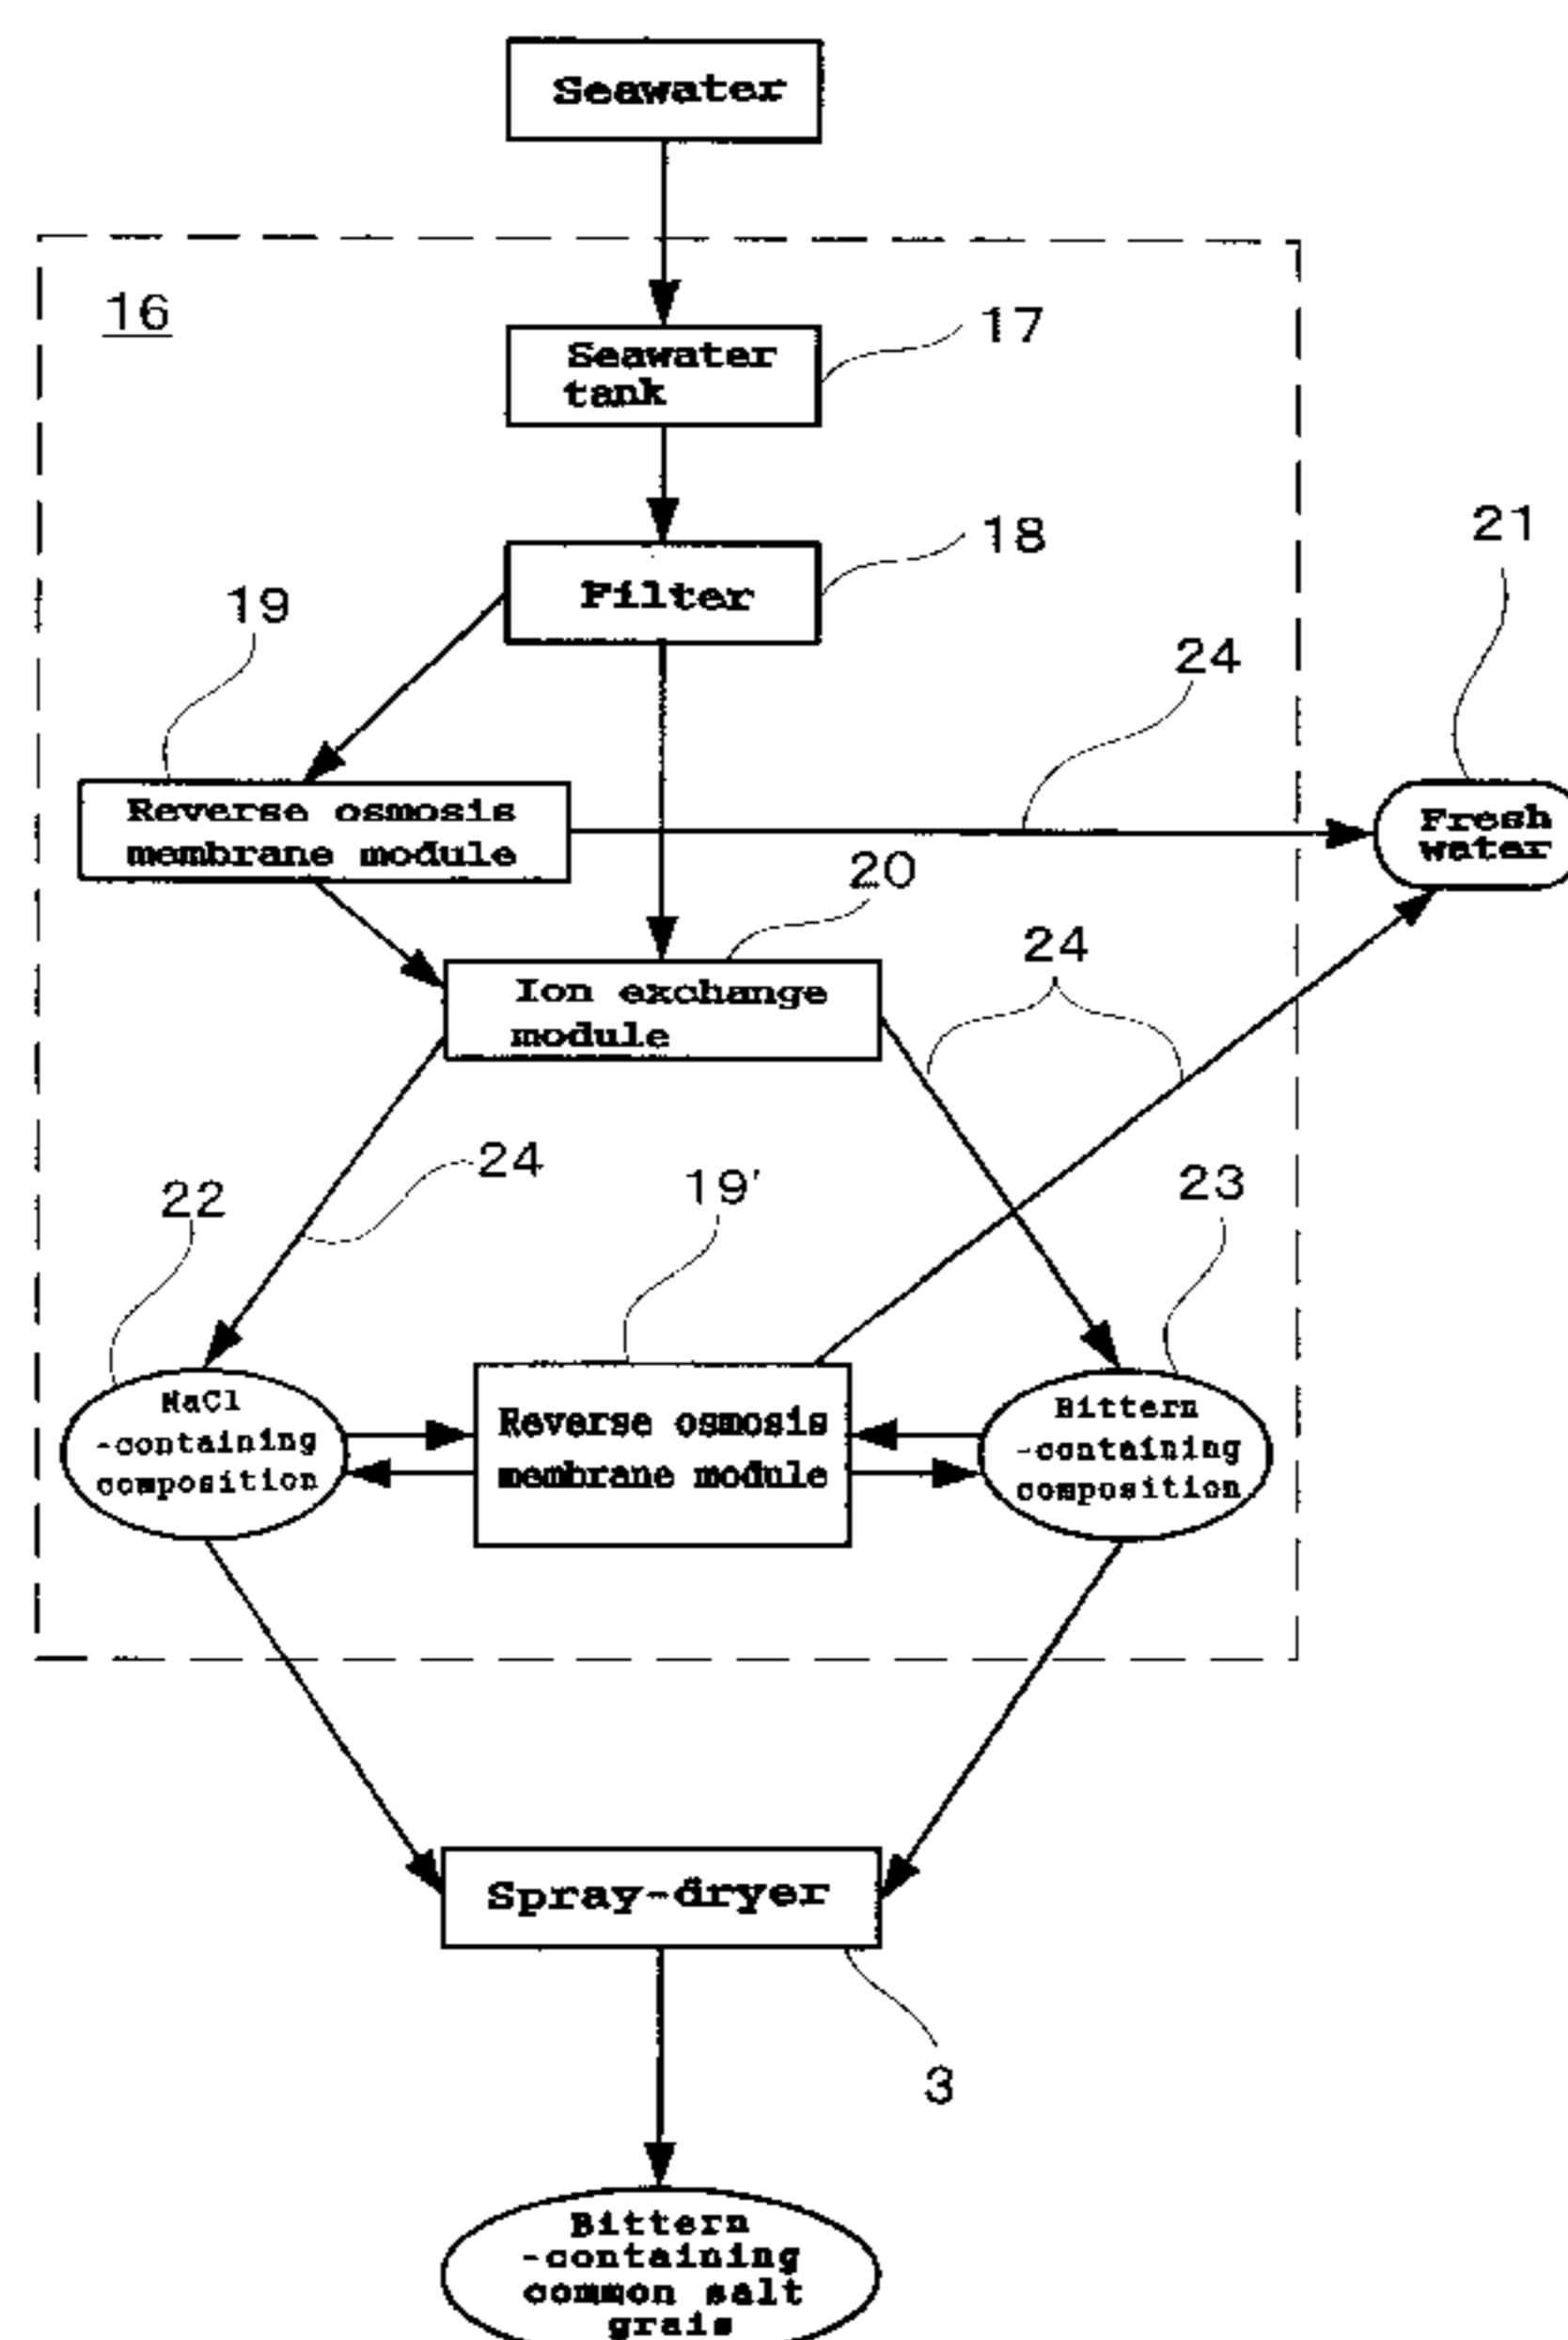 Seawater
16
17
Seawater
tank
18
Filter
21
19
24
Reverse osmosis
membrane module
Fresh
water
20
24
Ion exchange
module
24
22
19'
23
NaCl
-containing
composition
Reverse osmosis
membrane module
Bittern
-containing
composition
Spray-dryer
3
Bittern
-containing
common salt
grais